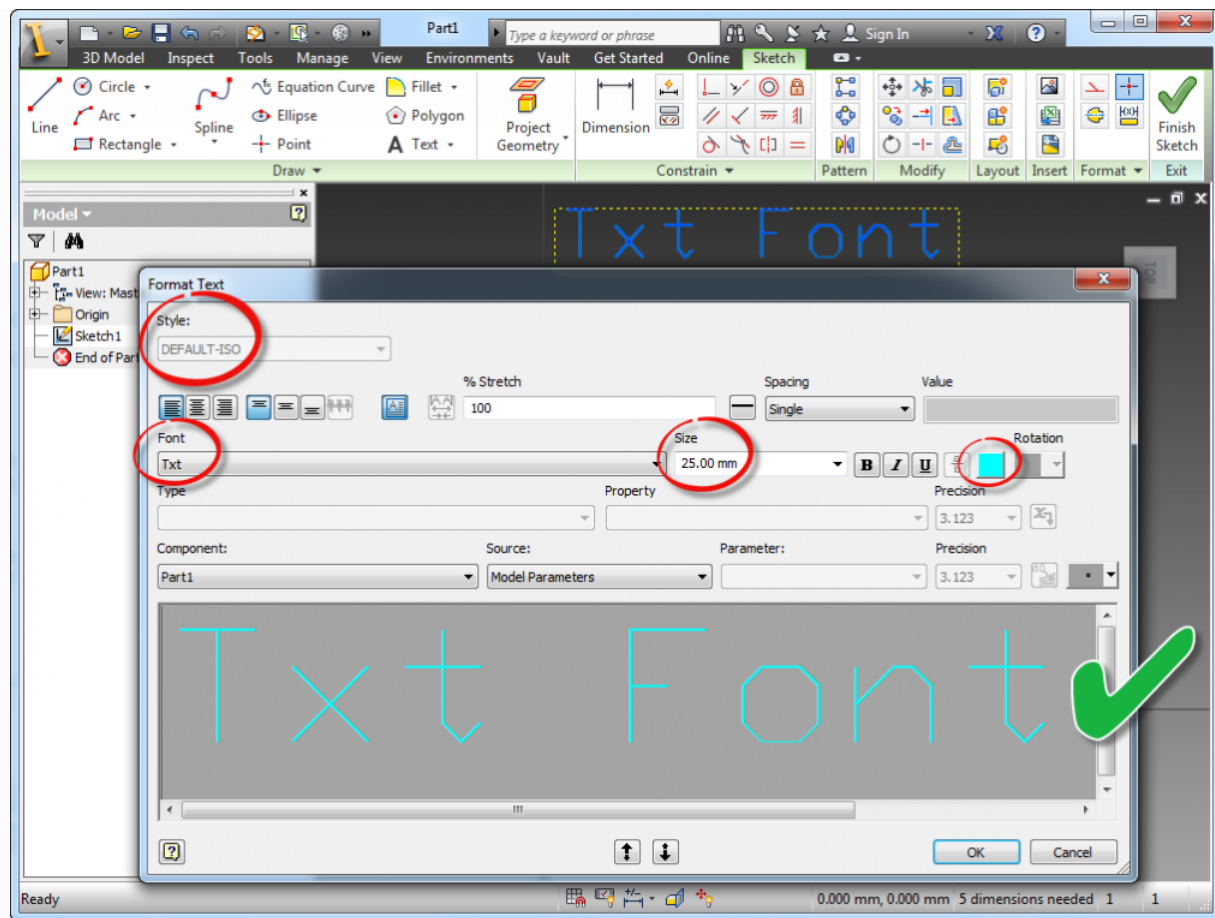 Part1
Type a keyword or phrase
Sign In
3D Model Inspect Tools Manage View Environments Vault Get Started Online Sketch
Circle
Equation Curve
Fillet
Arc
Ellipse
Polygon
Line
Spline
Project Geometry
Dimension
Finish Sketch
Rectangle
Point
A Text
Draw
Constrain
Pattern
Modify
Layout
Insert
Format
Exit
Model
Txt Font
TOP
Part1
View: Mast
Origin
Sketch1
End of Part
Format Text
Style:
DEFAULT-ISO
% Stretch
Spacing
Value
100
Single
Font
Size
Rotation
Txt
25.00 mm
B I U
Type
Property
Precision
3.123
Component:
Source:
Parameter:
Precision
Part1
Model Parameters
3.123
Txt Font
OK
Cancel
Ready
0.000 mm, 0.000 mm 5 dimensions needed 1 1